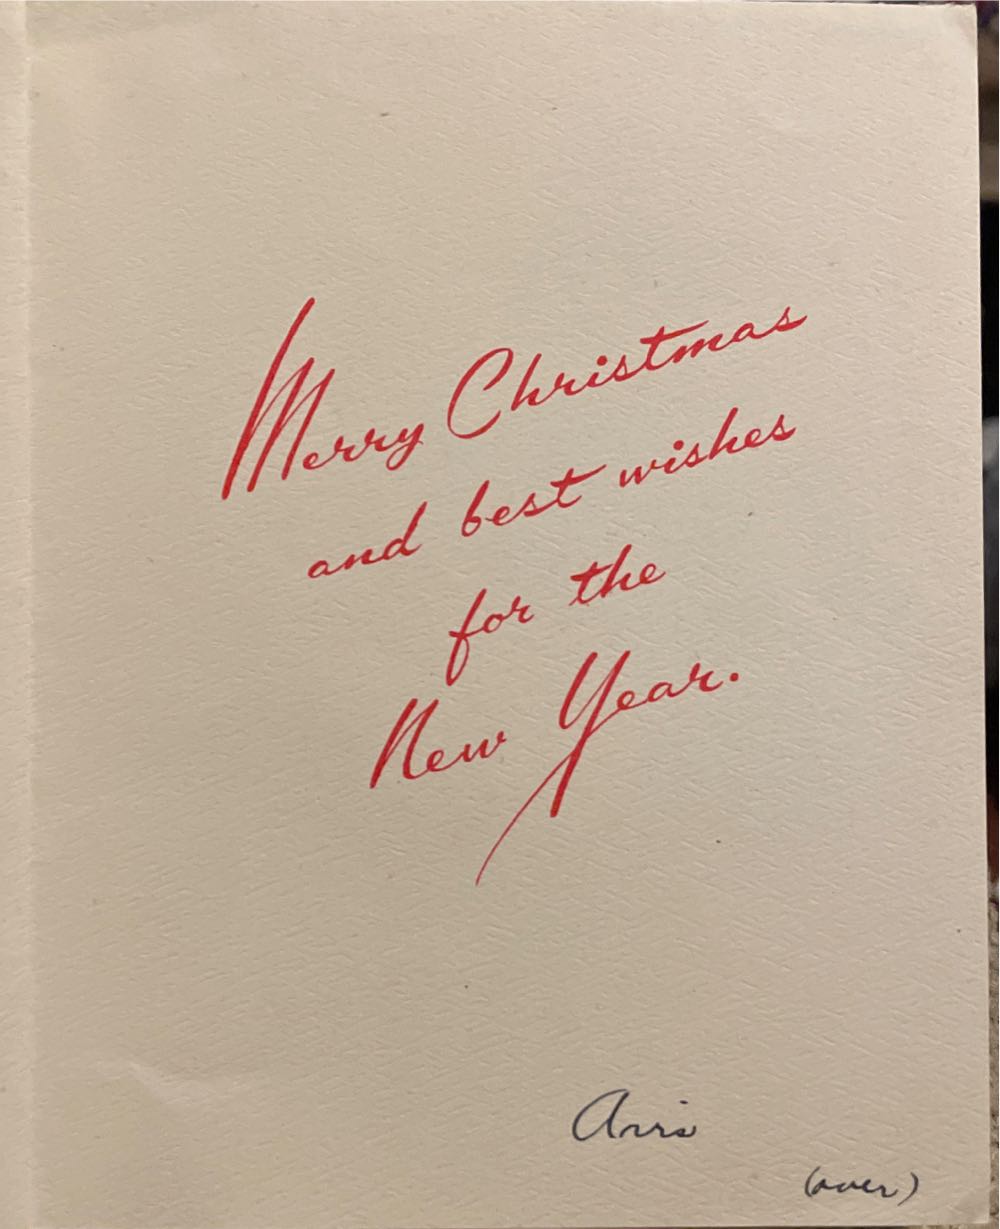 Merry Christmas
and best wishes
for the
New Year.
(over)